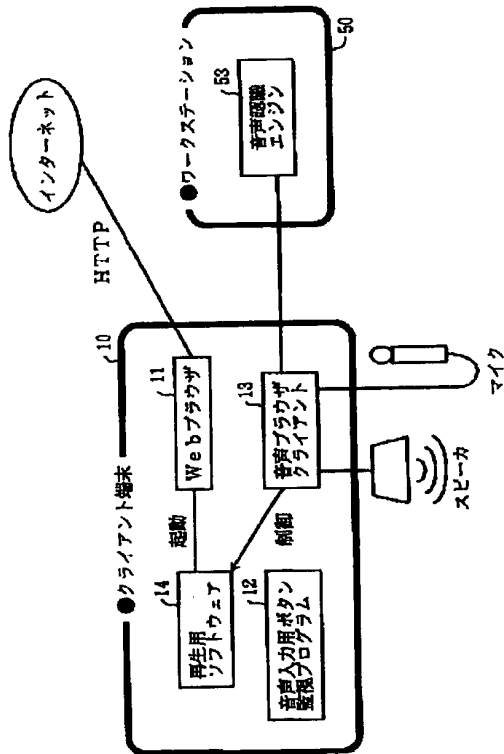 ●クライアント端末
10
再生用
ソフトウェア
14
起動
Webブラウザ
11
HTTP
インターネット
音声入力用ボタン
監視プログラム
12
制御
音声ブラウザ
クライアント
13
スピーカ
マイク
●ワークステーション
音声認識
エンジン
53
50